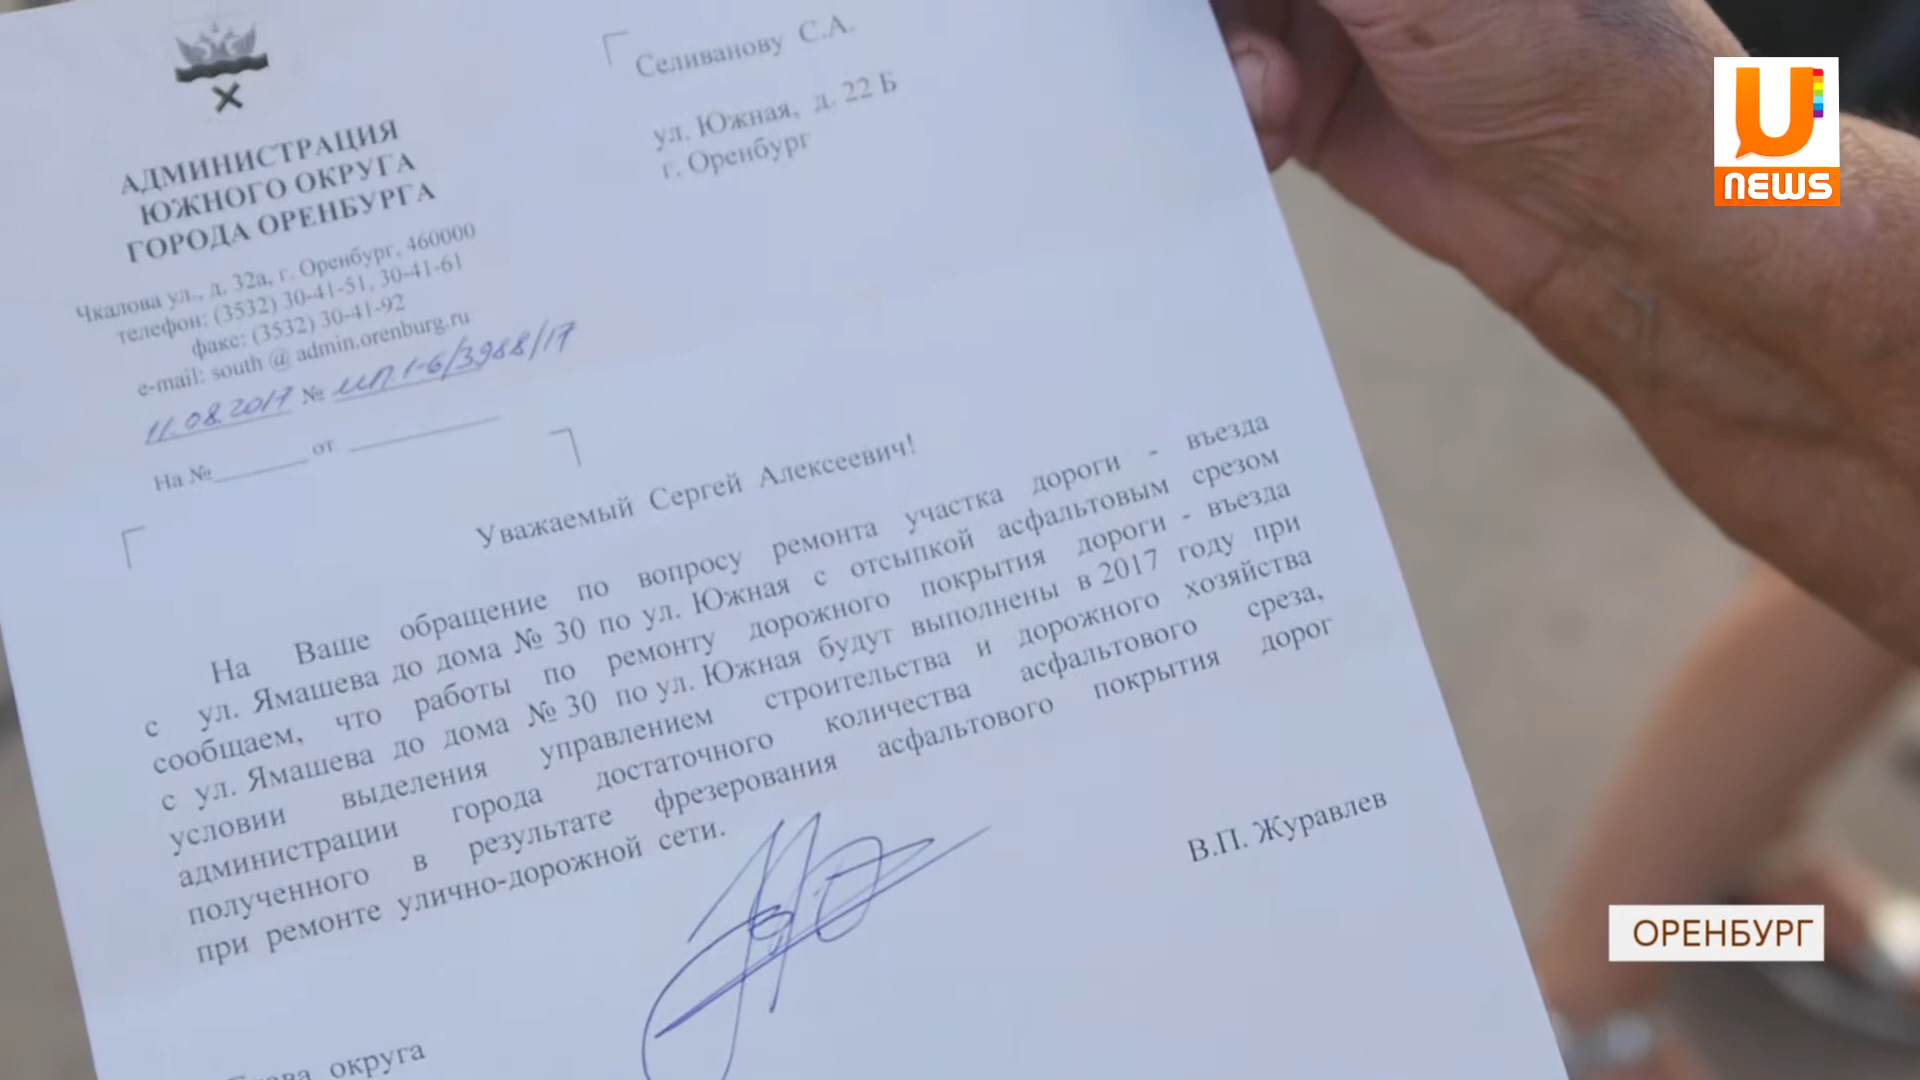 АДМИНИСТРАЦИЯ
ЮЖНОГО ОКРУГА
ГОРОДА ОРЕНБУРГА
Чкалова ул., д. 32а, г. Оренбург, 460000
телефон: (3532) 30-41-51, 30-41-61
факс: (3532) 30-41-92
e-mail: south @ admin.orenburg.ru
11.08.2017 № МП 1-6/3988/17
На №________ от ____________
Селиванову С.А.
ул. Южная, д. 22 Б
г. Оренбург
Уважаемый Сергей Алексеевич!
На Ваше обращение по вопросу ремонта участка дороги - въезда
с ул. Ямашева до дома № 30 по ул. Южная с отсыпкой асфальтовым срезом
сообщаем, что работы по ремонту дорожного покрытия дороги - въезда
с ул. Ямашева до дома № 30 по ул. Южная будут выполнены в 2017 году при
условии выделения управлением строительства и дорожного хозяйства
администрации города достаточного количества асфальтового среза,
полученного в результате фрезерования асфальтового покрытия дорог
при ремонте улично-дорожной сети.
В.П. Журавлев
округа
U
NEWS
ОРЕНБУРГ